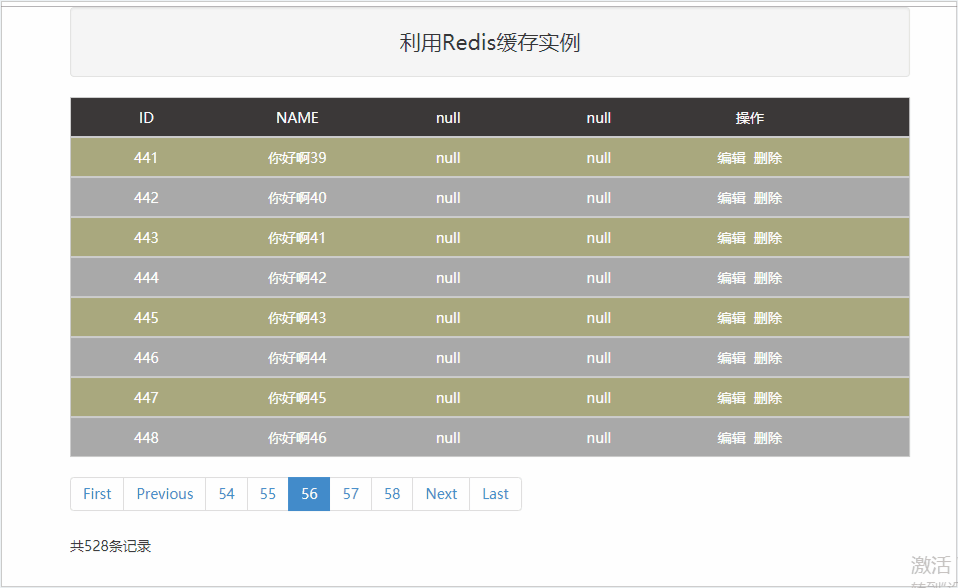 利用Redis缓存实例
ID NAME null null 操作
441 你好啊39 null null 编辑 删除
442 你好啊40 null null 编辑 删除
443 你好啊41 null null 编辑 删除
444 你好啊42 null null 编辑 删除
445 你好啊43 null null 编辑 删除
446 你好啊44 null null 编辑 删除
447 你好啊45 null null 编辑 删除
448 你好啊46 null null 编辑 删除
First Previous 54 55 56 57 58 Next Last
共528条记录
激活